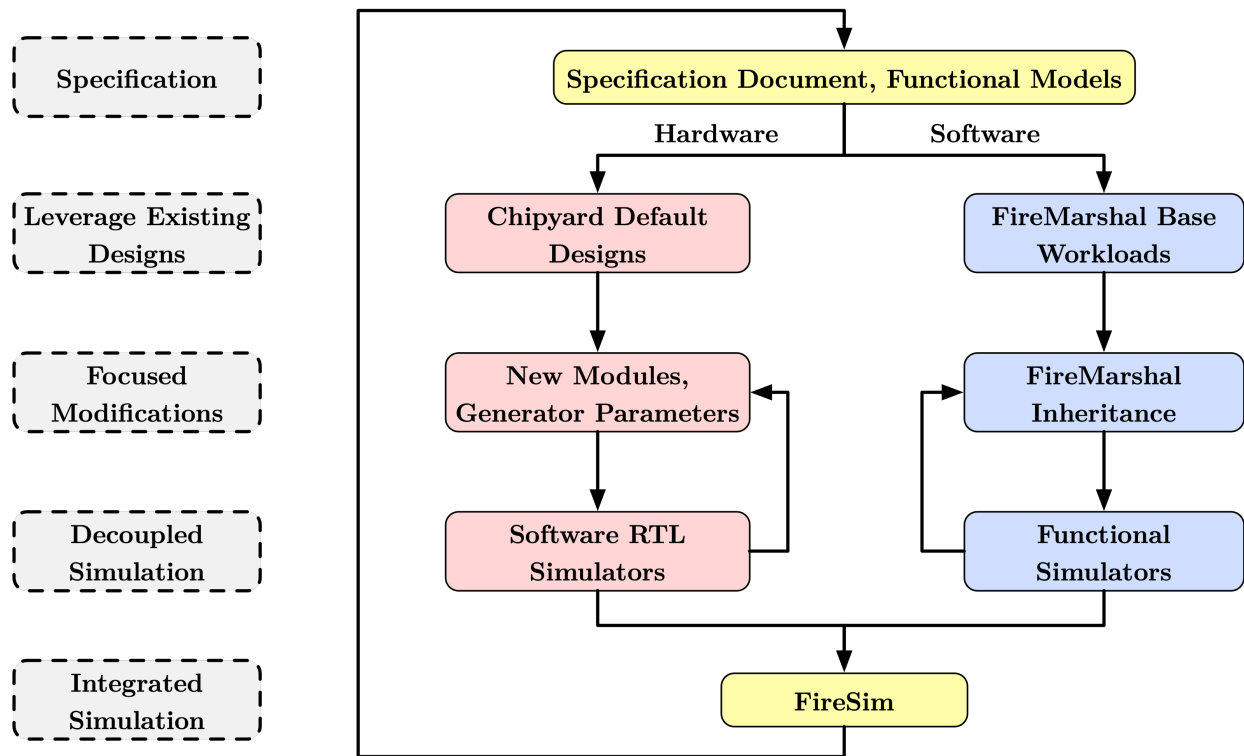 Specification
Specification Document, Functional Models
Hardware
Software
Leverage Existing
Designs
Chipyard Default
Designs
FireMarshal Base
Workloads
Focused
Modifications
New Modules,
Generator Parameters
FireMarshal
Inheritance
Decoupled
Simulation
Software RTL
Simulators
Functional
Simulators
Integrated
Simulation
FireSim